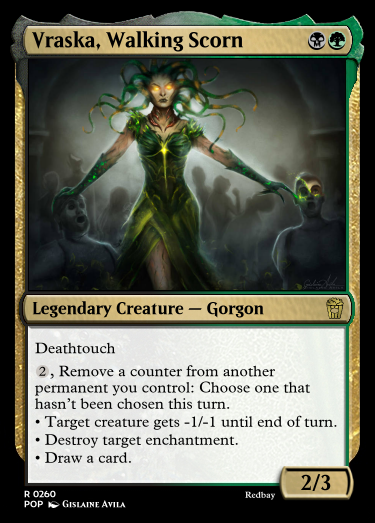 Vraska, Walking Scorn
Legendary Creature — Gorgon
Deathtouch
2, Remove a counter from another
permanent you control: Choose one that
hasn't been chosen this turn.
• Target creature gets -1/-1 until end of turn.
• Destroy target enchantment.
• Draw a card.
2/3
R 0260
POP Gislaine Avila
Redbay